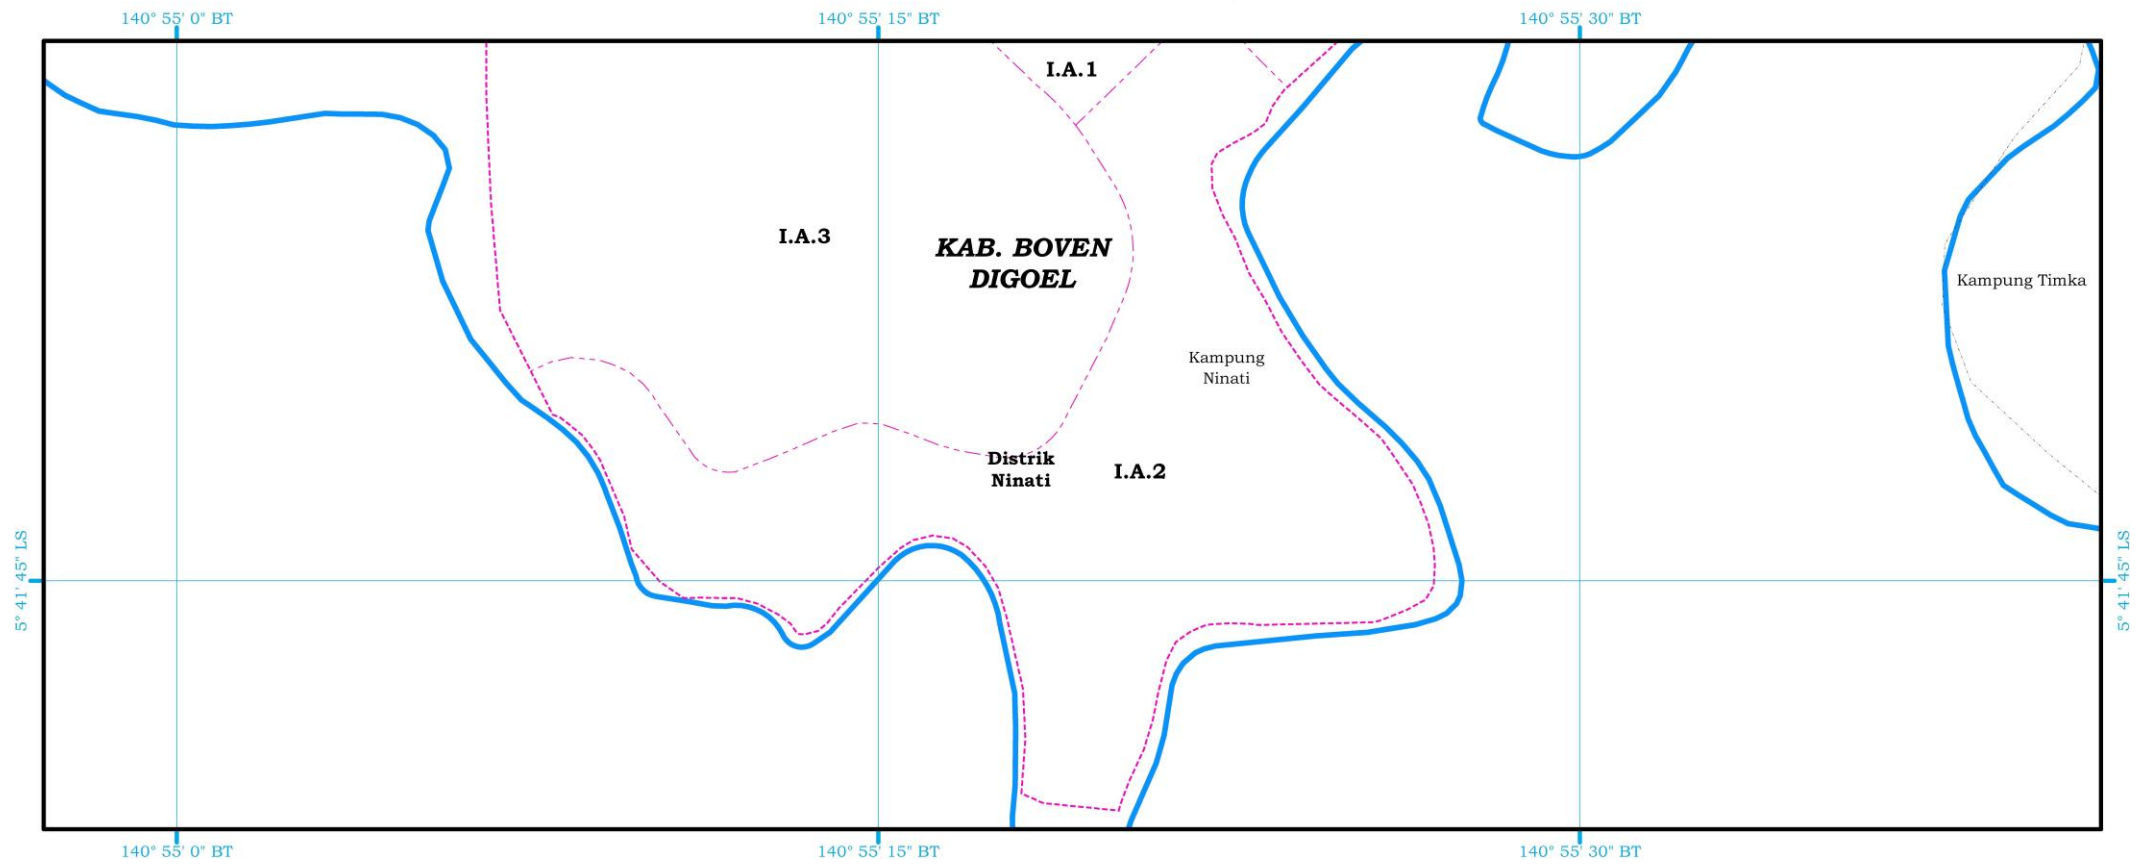 140° 55' 0" BT
140° 55' 15" BT
140° 55' 30" BT
I.A.1
I.A.3
KAB. BOVEN
DIGOEL
Kampung Timka
Kampung
Ninati
Distrik
Ninati
I.A.2
5° 41' 45" LS
5° 41' 45" LS
140° 55' 0" BT
140° 55' 15" BT
140° 55' 30" BT